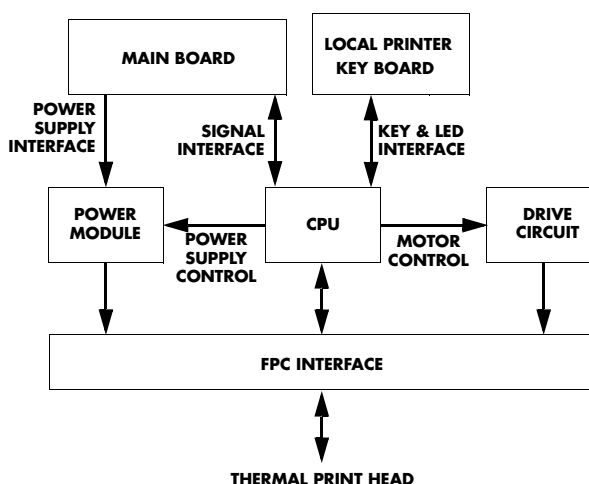 MAIN BOARD
LOCAL PRINTER
KEY BOARD
POWER
SUPPLY
INTERFACE
SIGNAL
INTERFACE
KEY & LED
INTERFACE
POWER
MODULE
CPU
DRIVE
CIRCUIT
POWER
SUPPLY
CONTROL
MOTOR
CONTROL
FPC INTERFACE
THERMAL PRINT HEAD